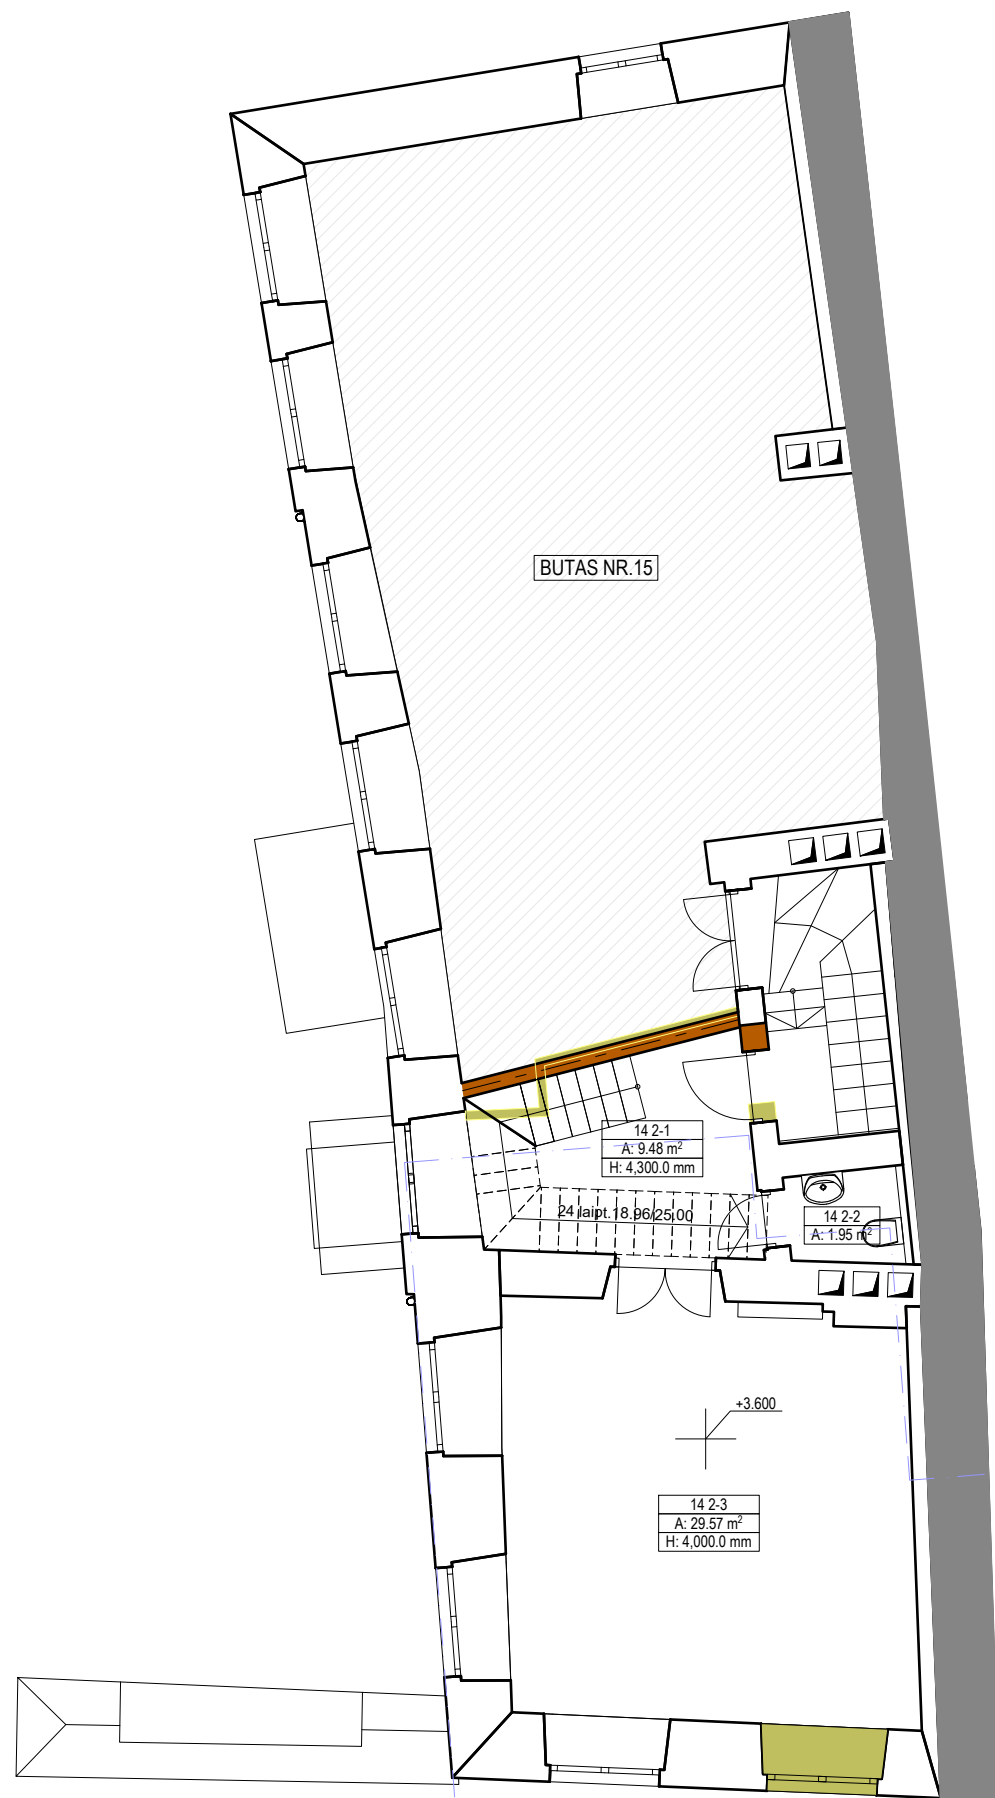 BUTAS NR.15
14 2-1
A: 9.48 m²
H: 4,300.0 mm
24 laipt.18.96/25.00
14 2-2
A: 1.95 m²
+3.600
14 2-3
A: 29.57 m²
H: 4,000.0 mm